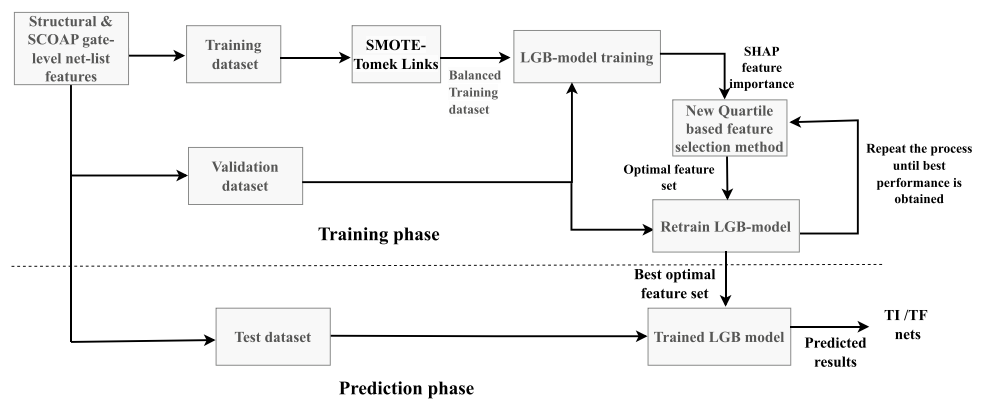 Structural &
SCOAP gate-
level net-list
features
Training
dataset
SMOTE-
Tomek Links
Balanced
Training
dataset
LGB-model training
SHAP
feature
importance
New Quartile
based feature
selection method
Optimal feature
set
Repeat the process
until best
performance is
obtained
Validation
dataset
Retrain LGB-model
Training phase
Best optimal
feature set
Test dataset
Trained LGB model
TI /TF
nets
Predicted
results
Prediction phase